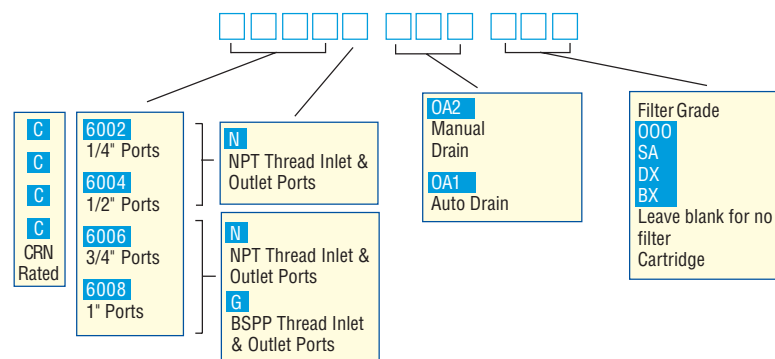 C
C
C
C
CRN
Rated
6002
1/4" Ports
6004
1/2" Ports
6006
3/4" Ports
6008
1" Ports
N
NPT Thread Inlet &
Outlet Ports
N
NPT Thread Inlet &
Outlet Ports
G
BSPP Thread Inlet
& Outlet Ports
OA2
Manual
Drain
OA1
Auto Drain
Filter Grade
OOO
SA
DX
BX
Leave blank for no
filter
Cartridge